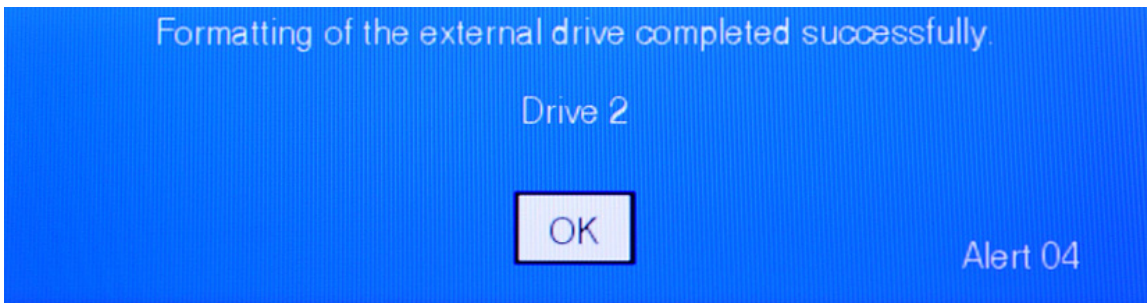 Formatting of the external drive completed successfully.
Drive 2
OK
Alert 04